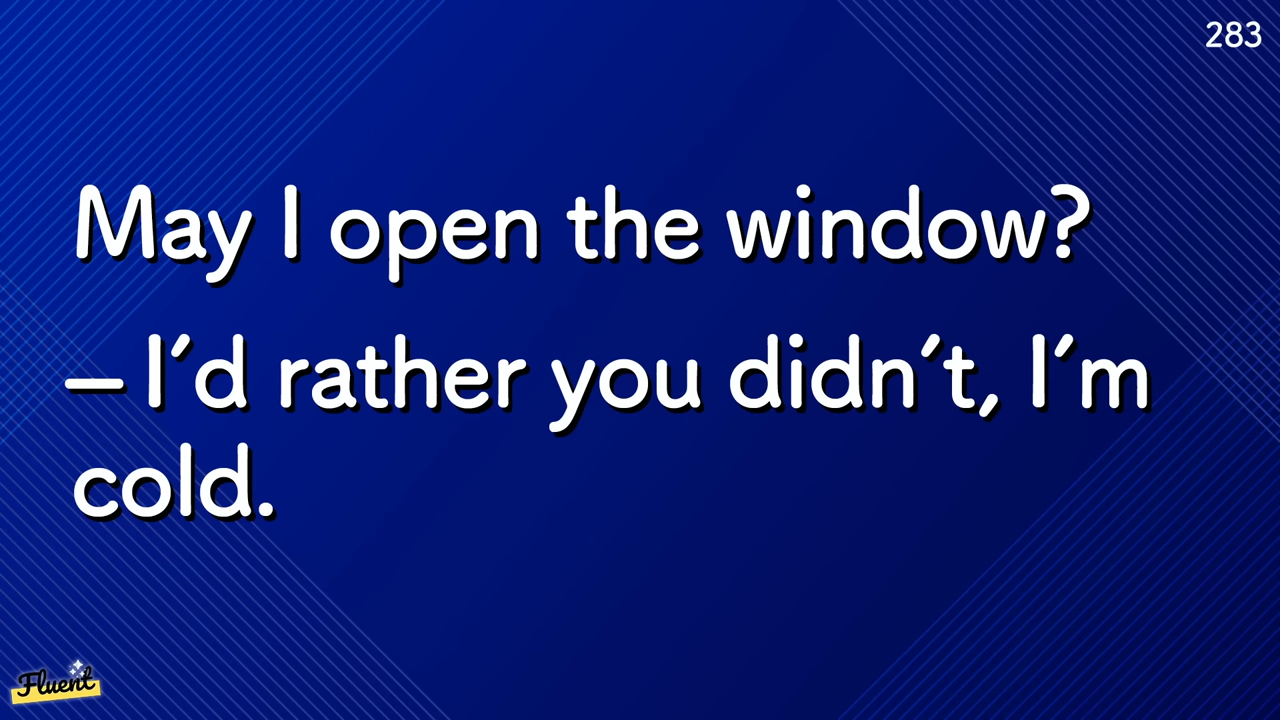 283
May I open the window?
– I´d rather you didn´t, I´m
cold.
Fluent